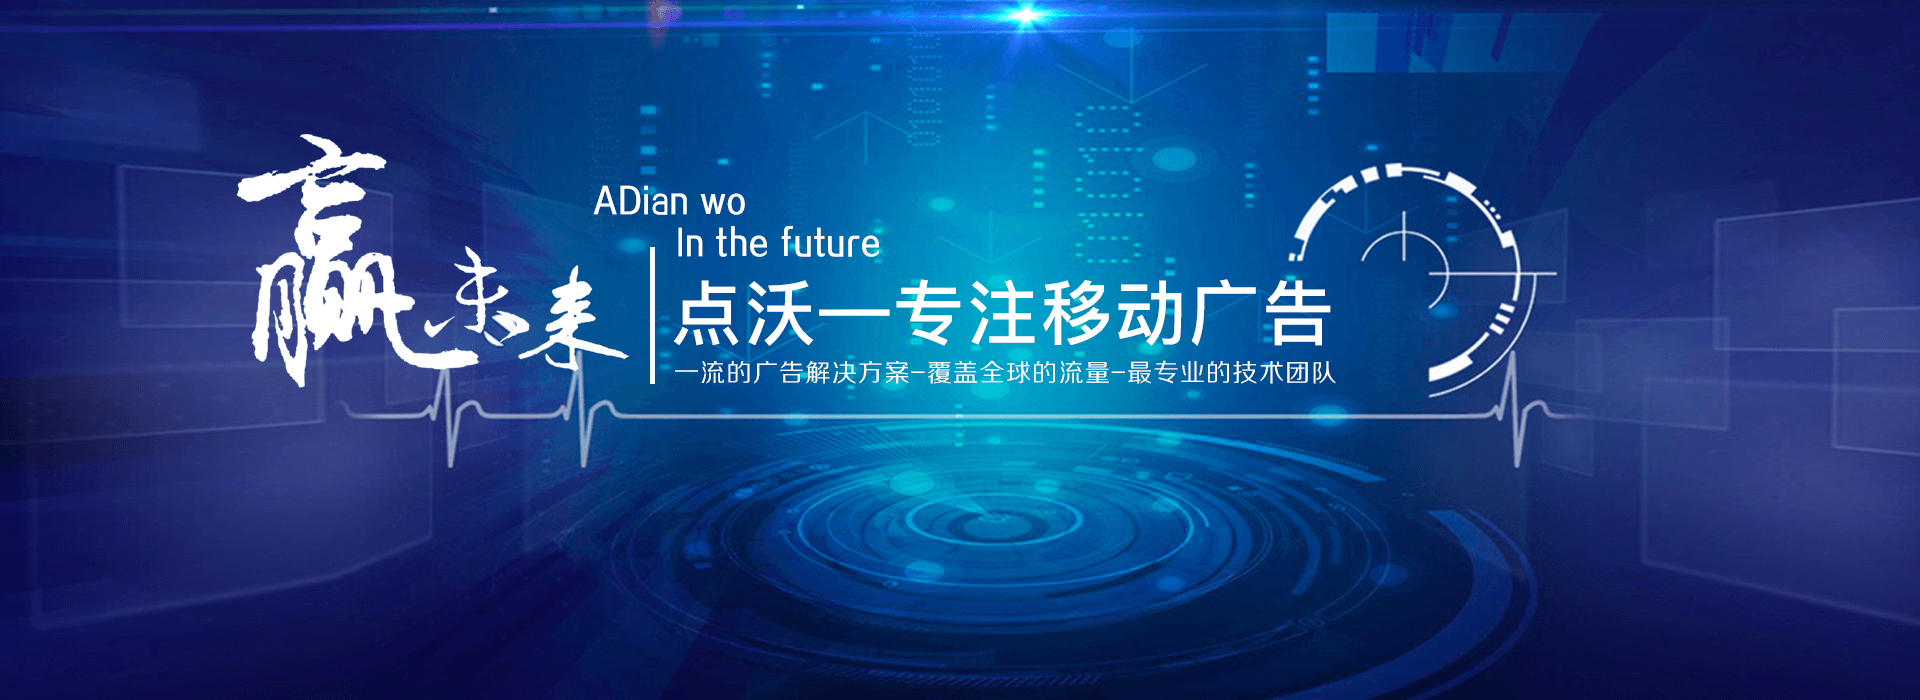 赢未来
ADian wo
In the future
点沃一专注移动广告
一流的广告解决方案-覆盖全球的流量-最专业的技术团队